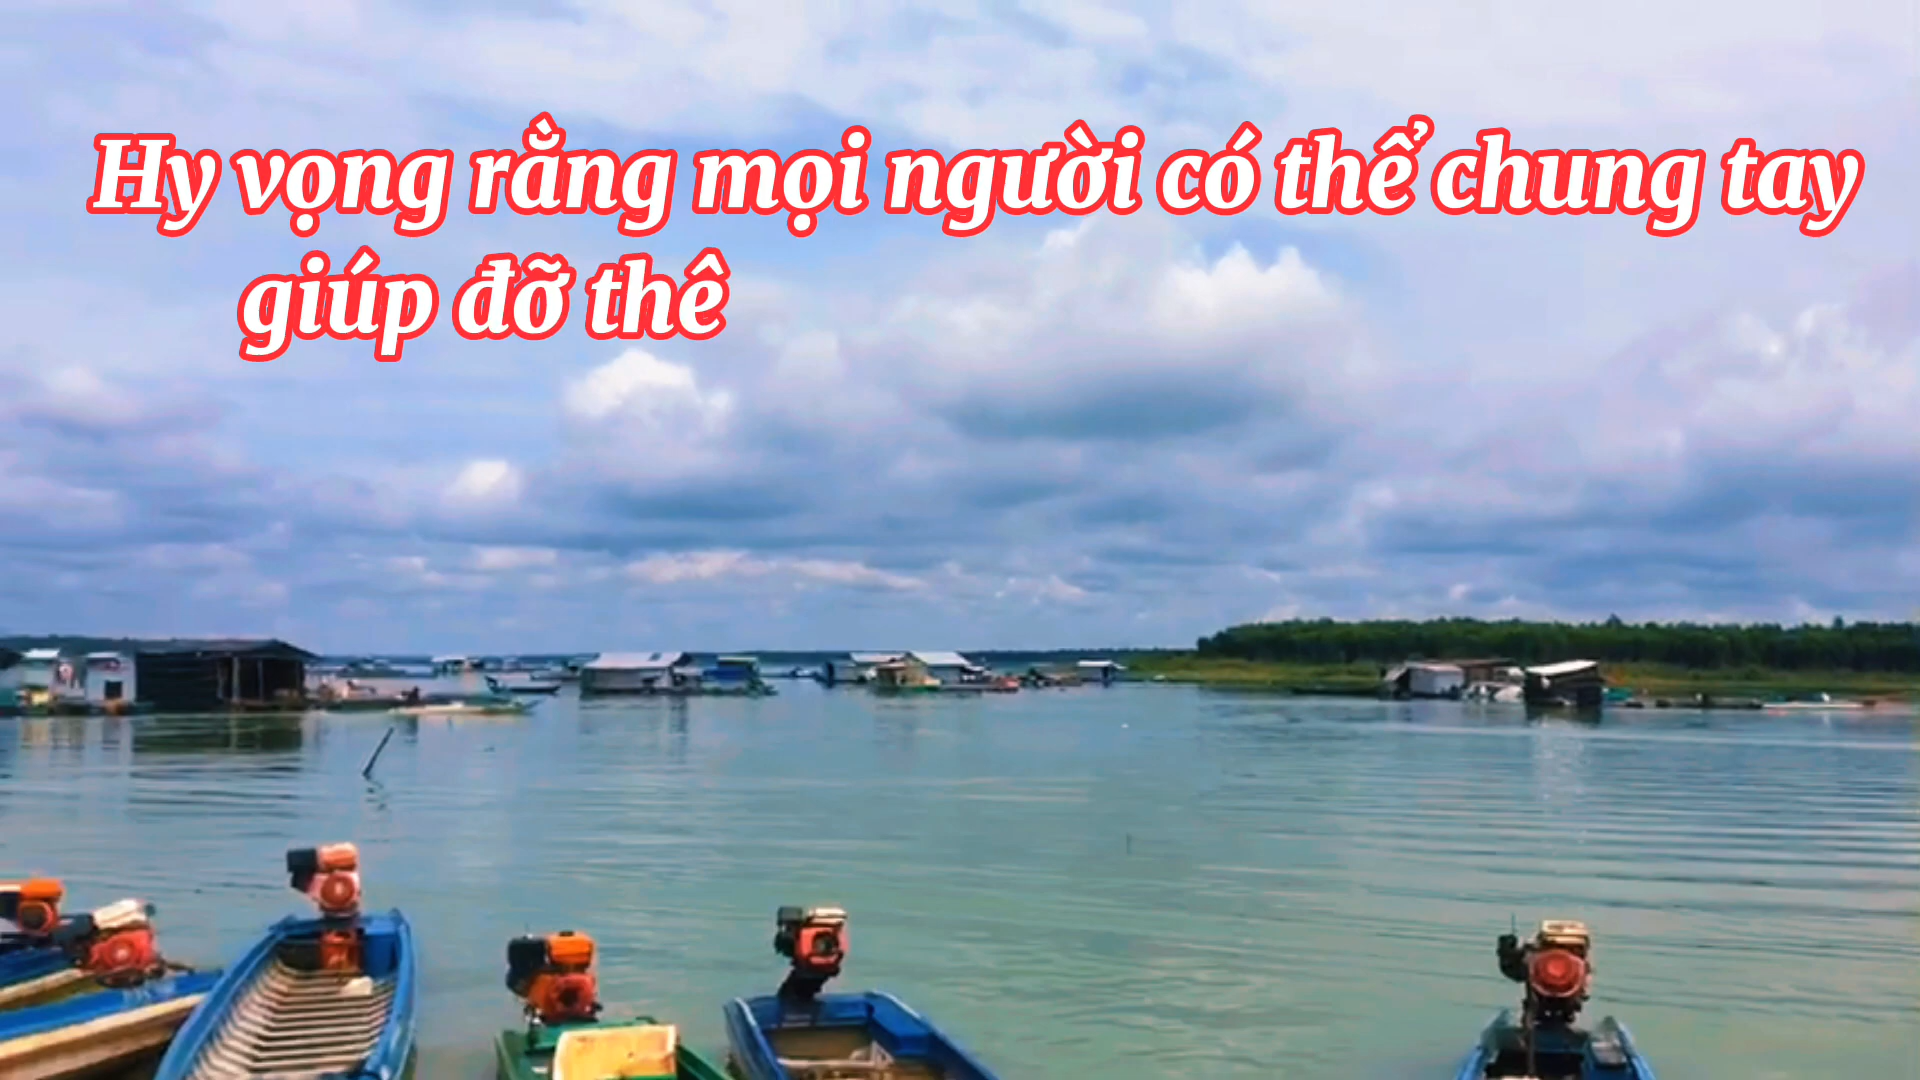 Hy vọng rằng mọi người có thể chung tay
giúp đỡ thê